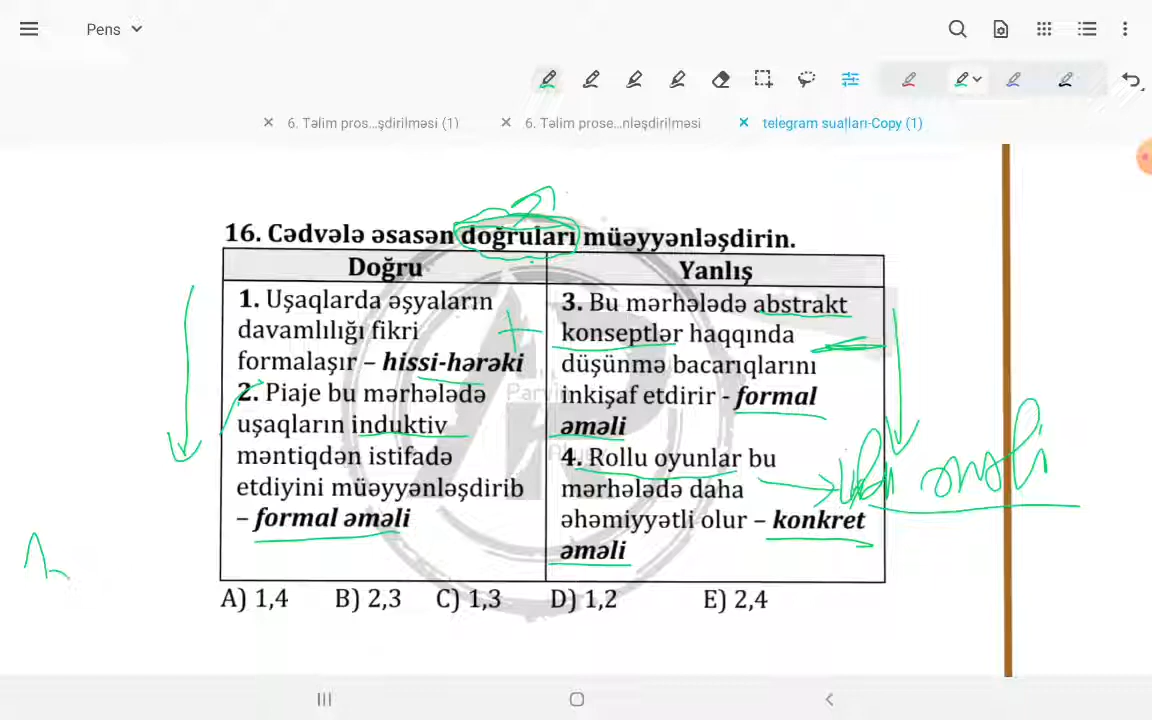 Pens
6. Təlim pros...şdirilməsi (1)
6. Təlim prose...nləşdirilməsi
telegram sualları-Copy (1)
16. Cədvələ əsasən doğruları müəyyənləşdirin.
Doğru
1. Uşaqlarda əşyaların
davamlılığı fikri
formalaşır – hissi-hərəki
2. Piaje bu mərhələdə
uşaqların induktiv
məntiqdən istifadə
etdiyini müəyyənləşdirib
– formal əməli
Yanlış
3. Bu mərhələdə abstrakt
konseptlər haqqında
düşünmə bacarıqlarını
inkişaf etdirir - formal
əməli
4. Rollu oyunlar bu
mərhələdə daha
əhəmiyyətli olur – konkret
əməli
əməli
A) 1,4 B) 2,3 C) 1,3 D) 1,2 E) 2,4